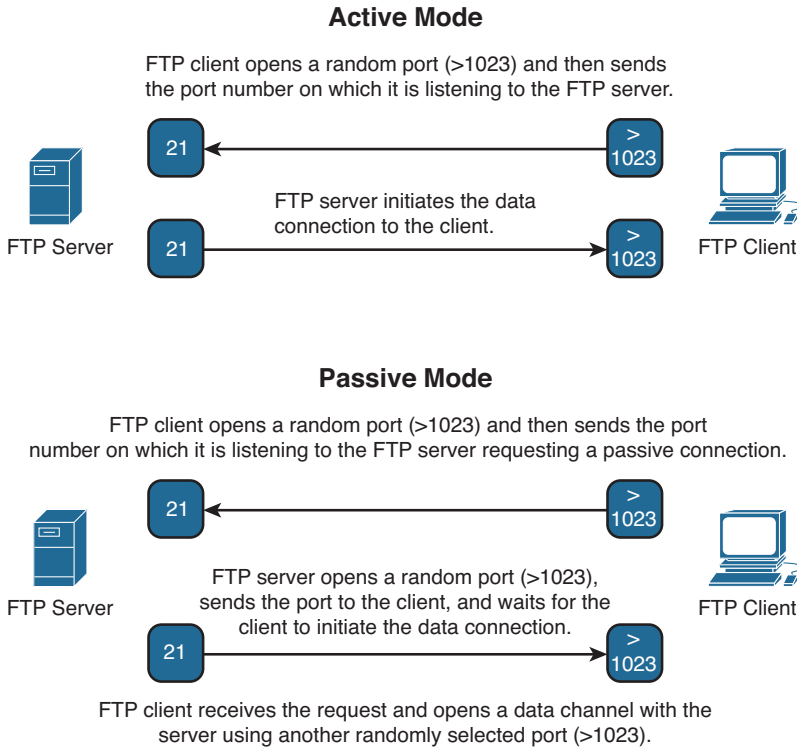 Active Mode
FTP client opens a random port (>1023) and then sends
the port number on which it is listening to the FTP server.
21
>
1023
FTP server initiates the data
connection to the client.
FTP Server
21
>
1023
FTP Client
Passive Mode
FTP client opens a random port (>1023) and then sends the port
number on which it is listening to the FTP server requesting a passive connection.
21
>
1023
FTP server opens a random port (>1023),
sends the port to the client, and waits for the
client to initiate the data connection.
FTP Server
21
>
1023
FTP Client
FTP client receives the request and opens a data channel with the
server using another randomly selected port (>1023).